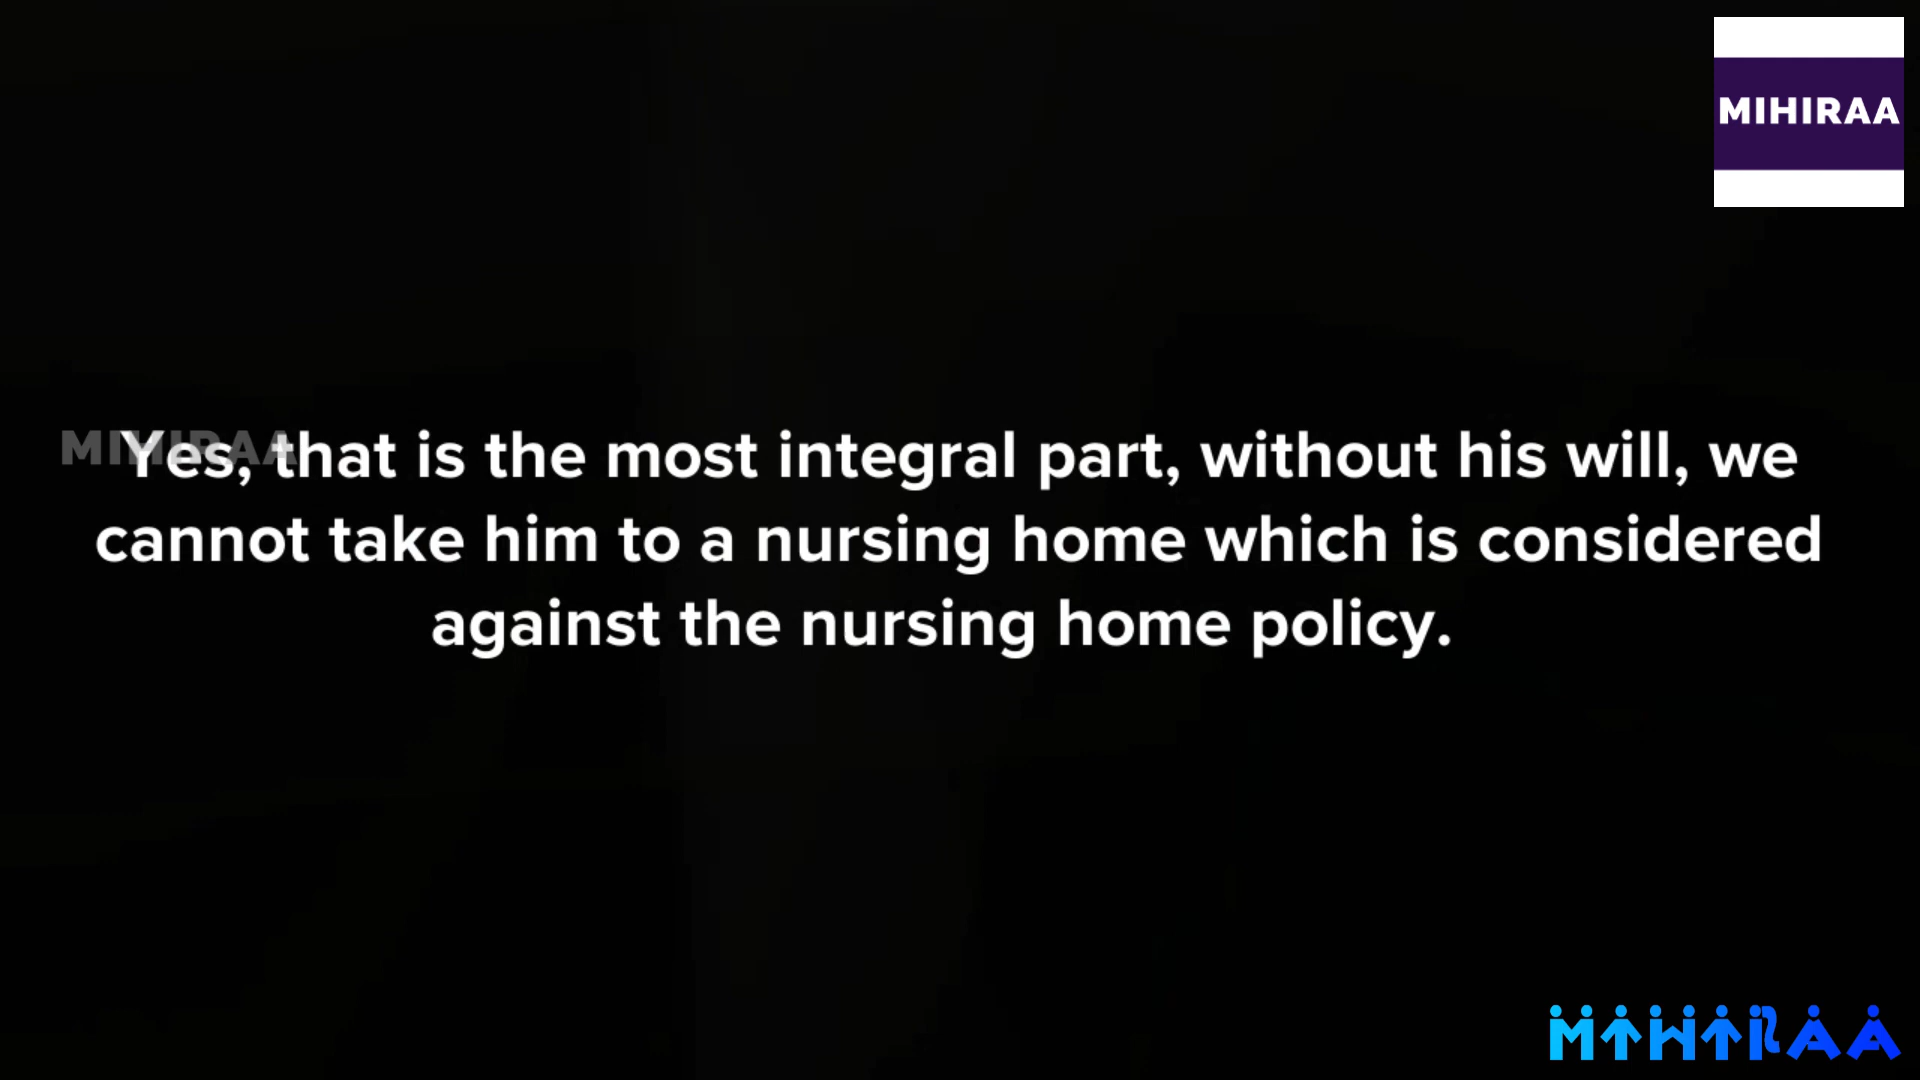 MIHIRAA
MIHIRAA
Yes, that is the most integral part, without his will, we
cannot take him to a nursing home which is considered
against the nursing home policy.
MIHIRAA